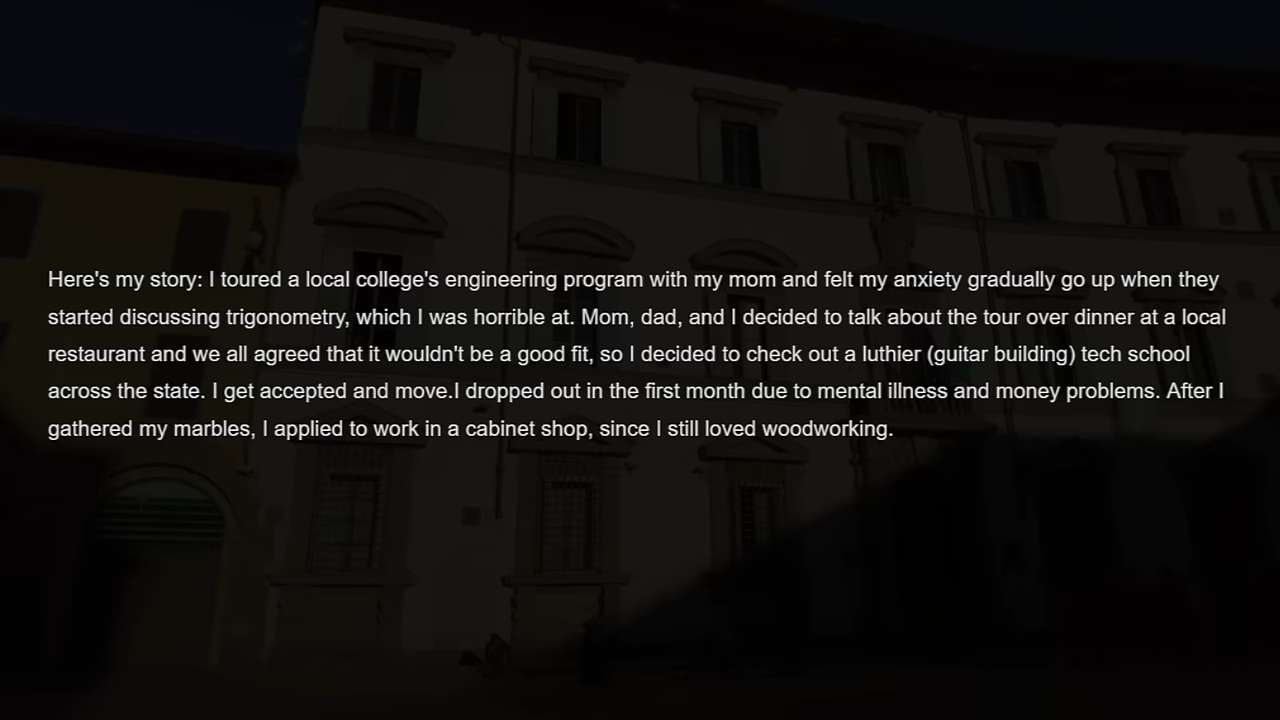 Here's my story: I toured a local college's engineering program with my mom and felt my anxiety gradually go up when they
started discussing trigonometry, which I was horrible at. Mom, dad, and I decided to talk about the tour over dinner at a local
restaurant and we all agreed that it wouldn't be a good fit, so I decided to check out a luthier (guitar building) tech school
across the state. I get accepted and move.I dropped out in the first month due to mental illness and money problems. After I
gathered my marbles, I applied to work in a cabinet shop, since I still loved woodworking.